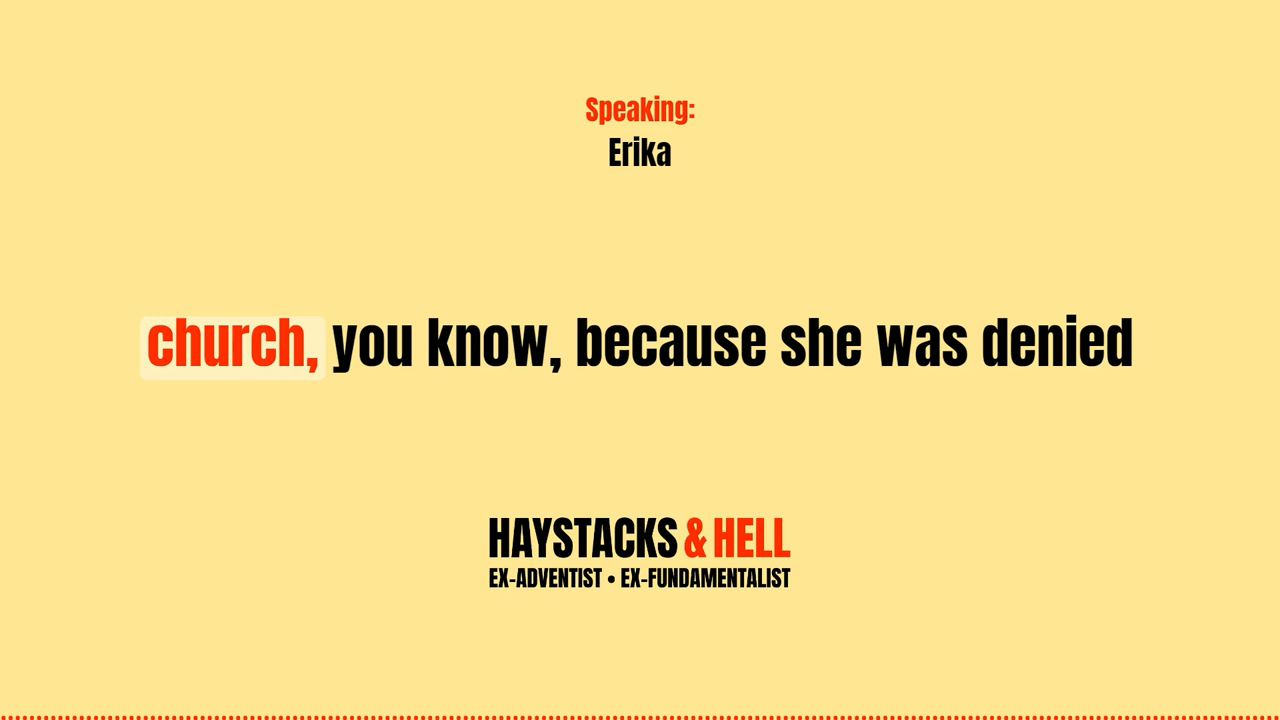 Speaking:
Erika
church, you know, because she was denied
HAYSTACKS & HELL
EX-ADVENTIST • EX-FUNDAMENTALIST